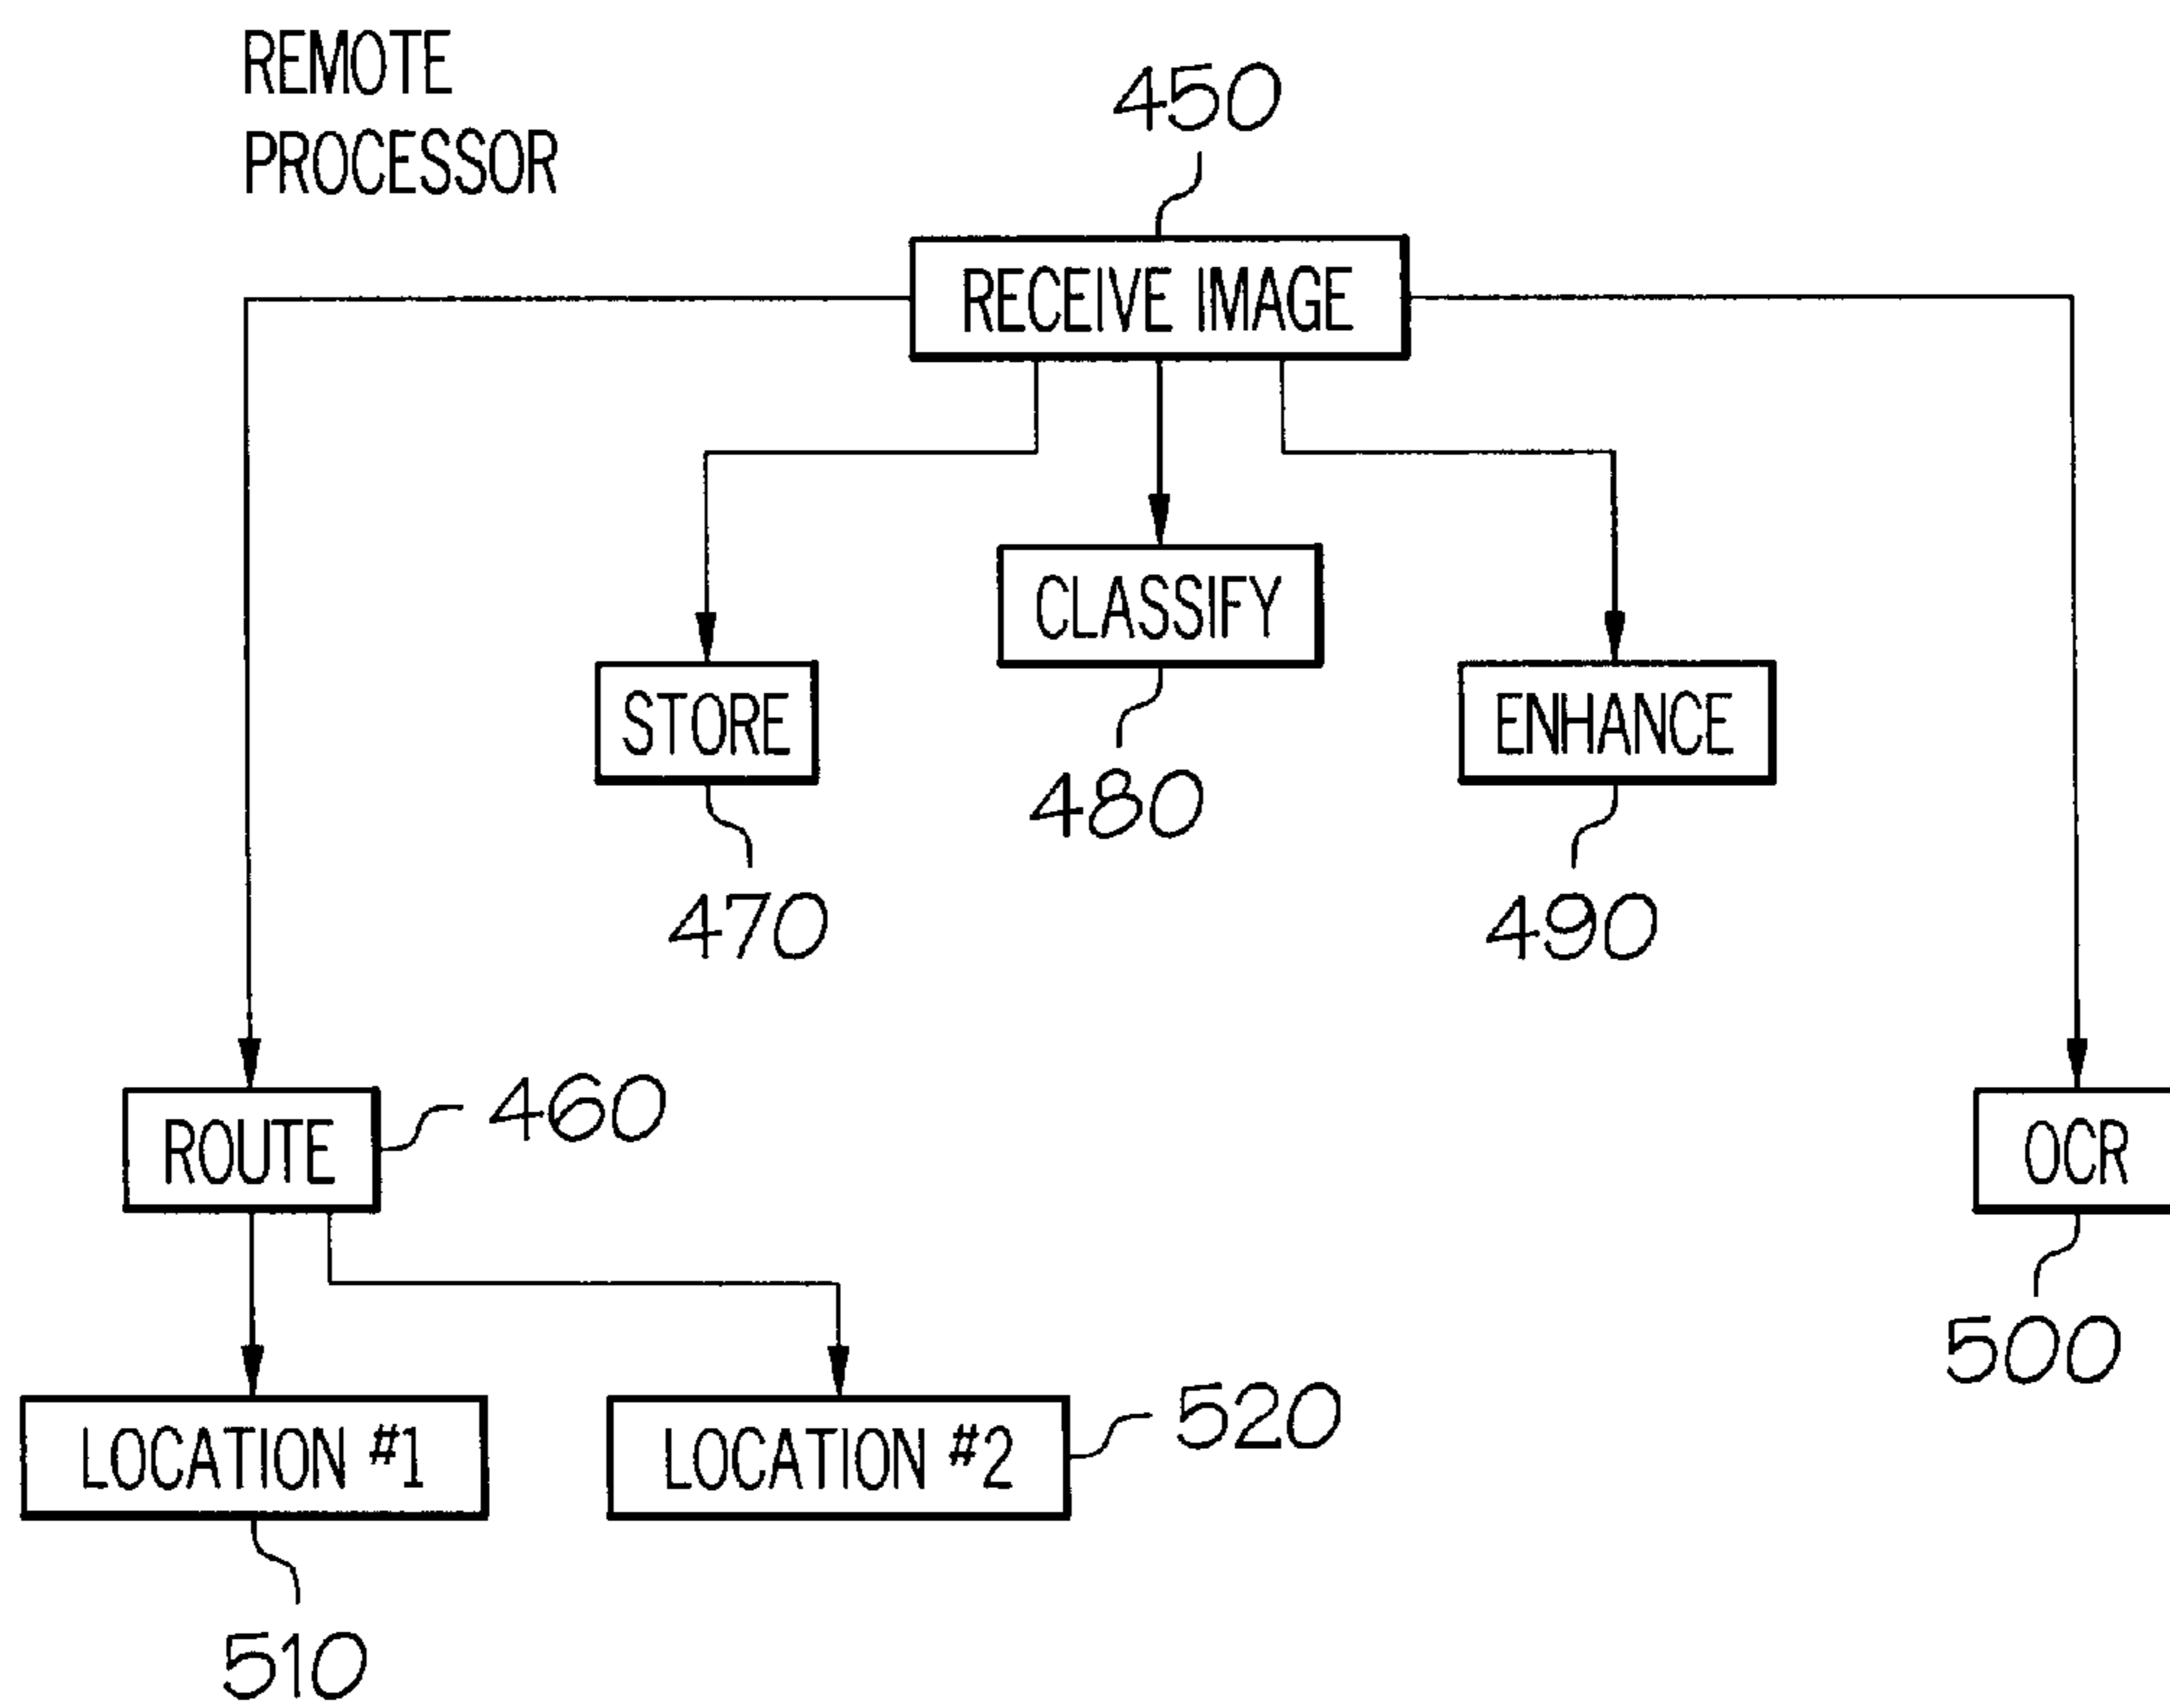 REMOTE
PROCESSOR
450
RECEIVE IMAGE
CLASSIFY
STORE
ENHANCE
480
470
490
ROUTE
460
OCR
500
LOCATION #1
LOCATION #2
520
510